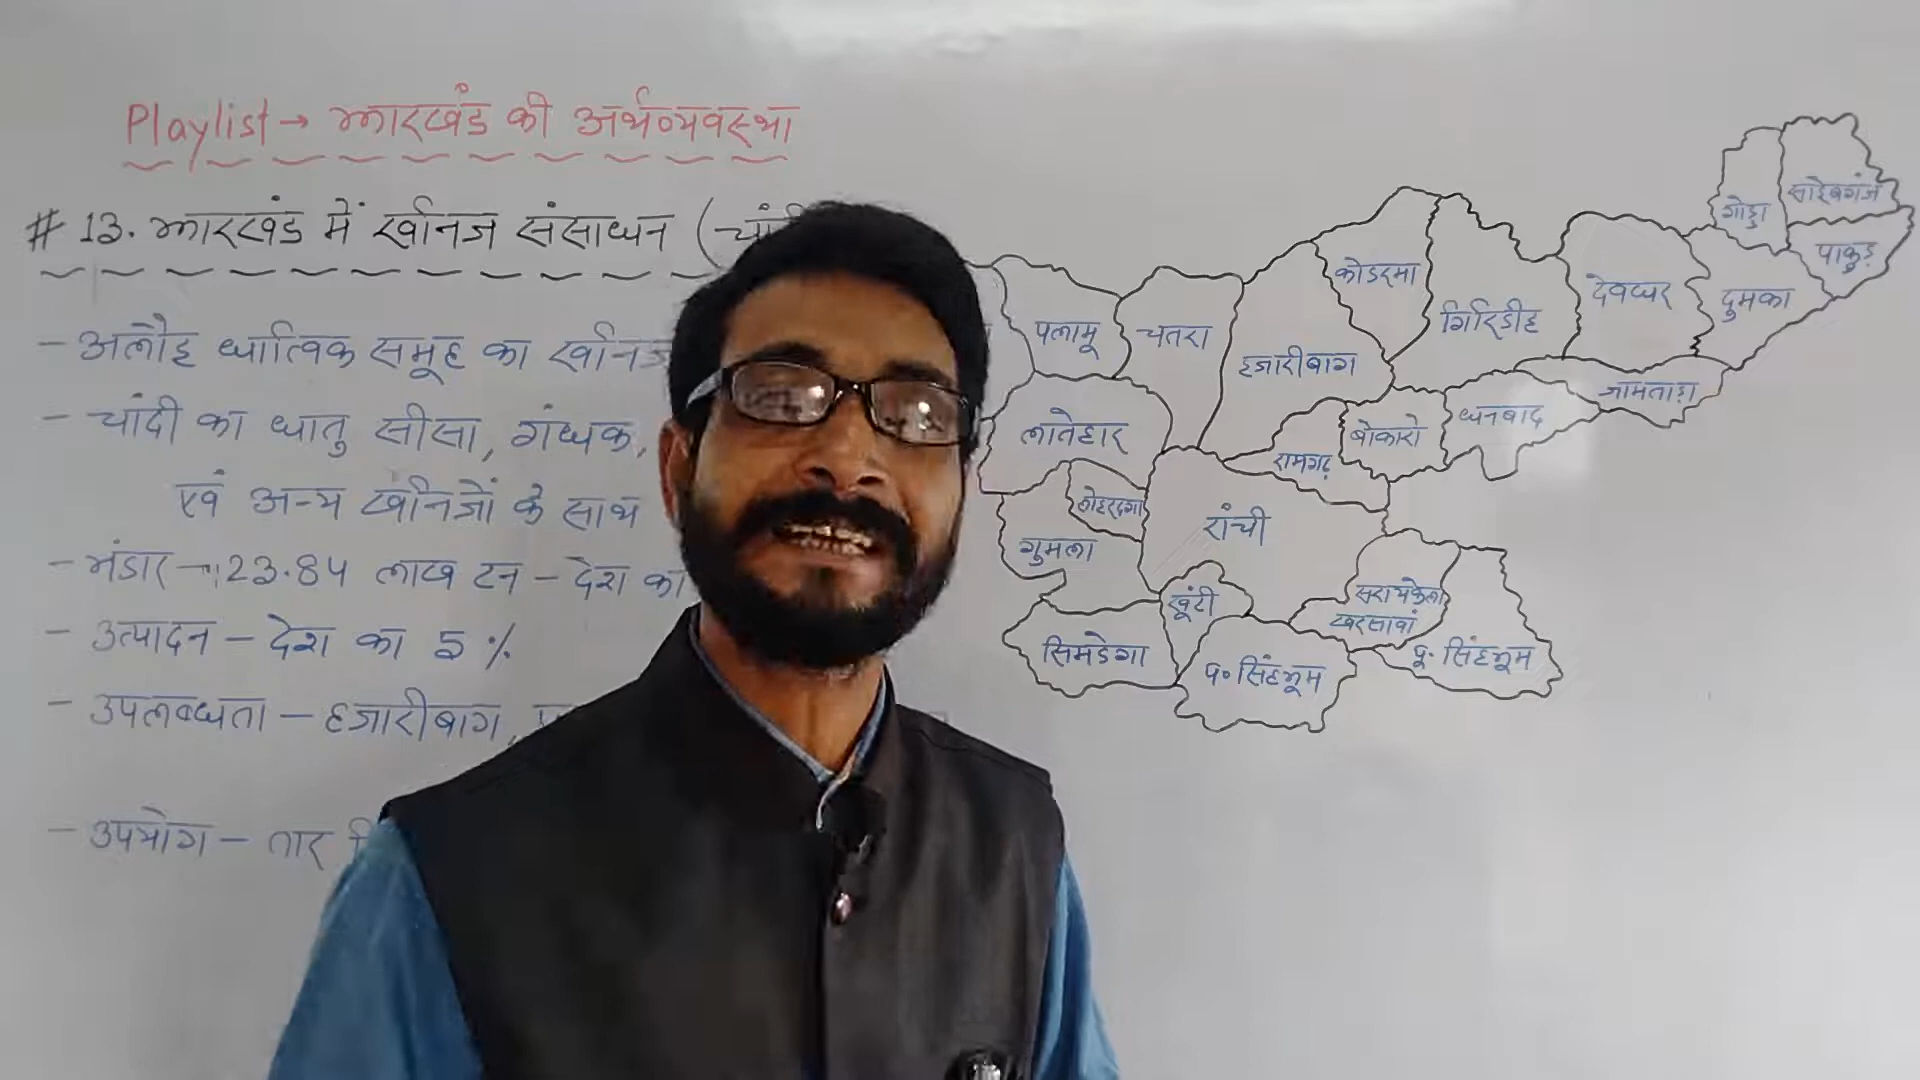 Playlist → झारखंड की अर्थव्यवस्था
# 13. झारखंड में खनिज संसाधन (चांदी
- अलौह धात्विक समूह का खनिज
- चांदी का धातु सीसा, गंधक,
एवं अन्य खनिजों के साथ
- भंडार → 23.84 लाख टन - देश का
- उत्पादन - देश का 5 %
- उपलब्धता - हजारीबाग,
- उपयोग - तार
साहेबगंज
गोड्डा
पाकुड़
कोडरमा
देवघर
दुमका
गिरिडीह
पलामू
चतरा
हजारीबाग
जामताड़ा
धनबाद
बोकारो
लातेहार
रामगढ़
लोहरदगा
रांची
गुमला
खूंटी
सरायकेला
खरसावां
सिमडेगा
प० सिंहभूम
पू. सिंहभूम